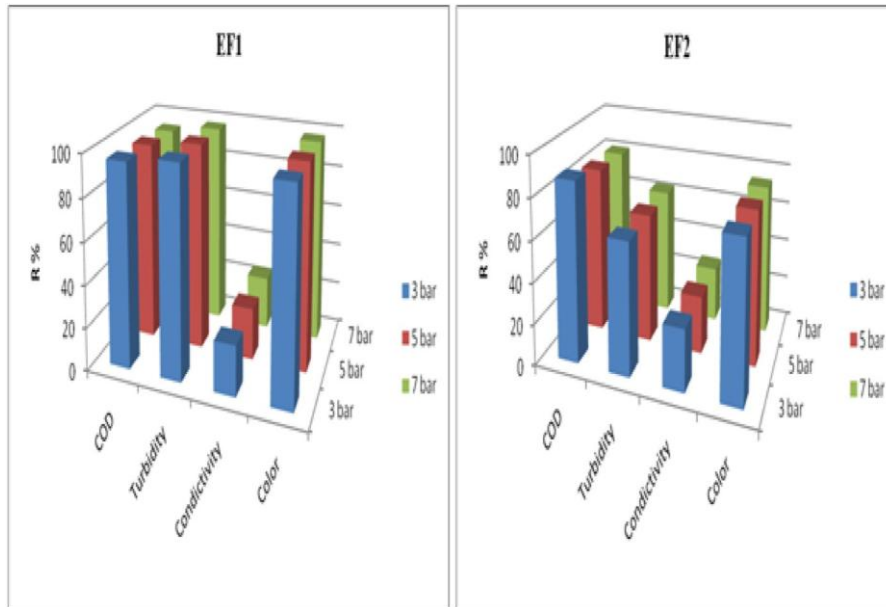 EF1
100
80
60
40
20
0
R %
COD
Turbidity
Condictivity
Color
3 bar
5 bar
7 bar
3 bar
5 bar
7 bar
EF2
100
80
60
40
20
0
R %
COD
Turbidity
Condictivity
Color
3 bar
5 bar
7 bar
3 bar
5 bar
7 bar